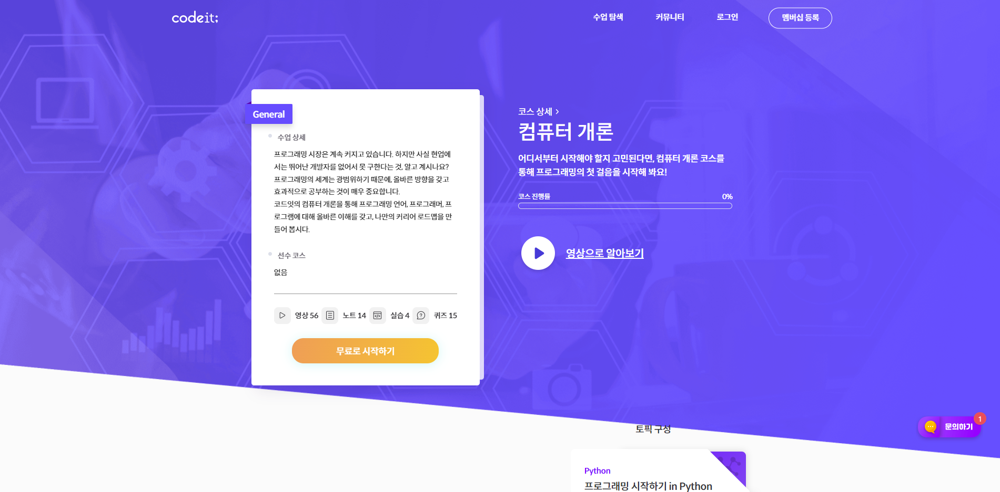 codeit;
수업 탐색
커뮤니티
로그인
멤버십 등록
General
수업 상세
프로그래밍 시장은 계속 커지고 있습니다. 하지만 사실 현업에
서는 뛰어난 개발자를 없어서 못 구한다는 것, 알고 계시나요?
프로그래밍의 세계는 광범위하기 때문에, 올바른 방향을 갖고
효과적으로 공부하는 것이 매우 중요합니다.
코드잇의 컴퓨터 개론을 통해 프로그래밍 언어, 프로그래머, 프
로그램에 대해 올바른 이해를 갖고, 나만의 커리어 로드맵을 만
들어 봅시다.
선수 코스
없음
영상 56 노트 14 실습 4 퀴즈 15
무료로 시작하기
코스 상세 >
컴퓨터 개론
어디서부터 시작해야 할지 고민된다면, 컴퓨터 개론 코스를
통해 프로그래밍의 첫 걸음을 시작해 봐요!
코스 진행률 0%
영상으로 알아보기
토픽 구성
Python
프로그래밍 시작하기 in Python
문의하기
1